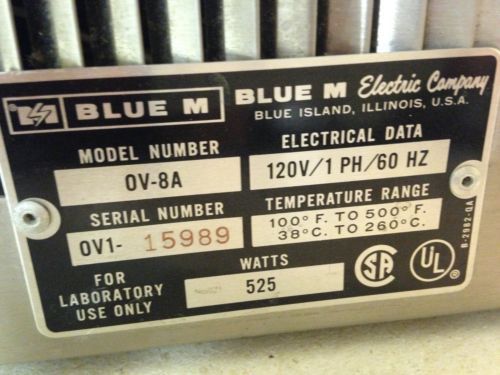 BLUE M
BLUE M Electric Company
BLUE ISLAND, ILLINOIS, U.S.A.
MODEL NUMBER
OV-8A
ELECTRICAL DATA
120V/1 PH/60 HZ
SERIAL NUMBER
OV1- 15989
TEMPERATURE RANGE
100° F. TO 500° F.
38°C. TO 260°C.
FOR
LABORATORY
USE ONLY
WATTS
525
SA
UL
®
B-2982-QA